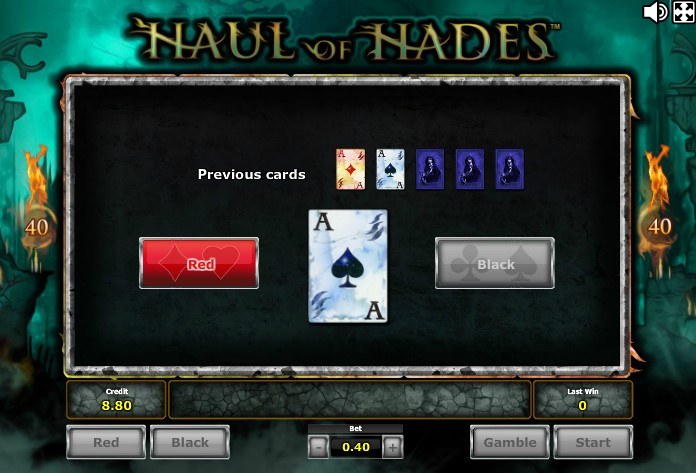 HAUL OF HADES™
Previous cards
A A
A A
A
40
Red
Black
40
A
Credit
8.80
Last Win
0
Red
Black
Bet
- 0.40 +
Gamble
Start